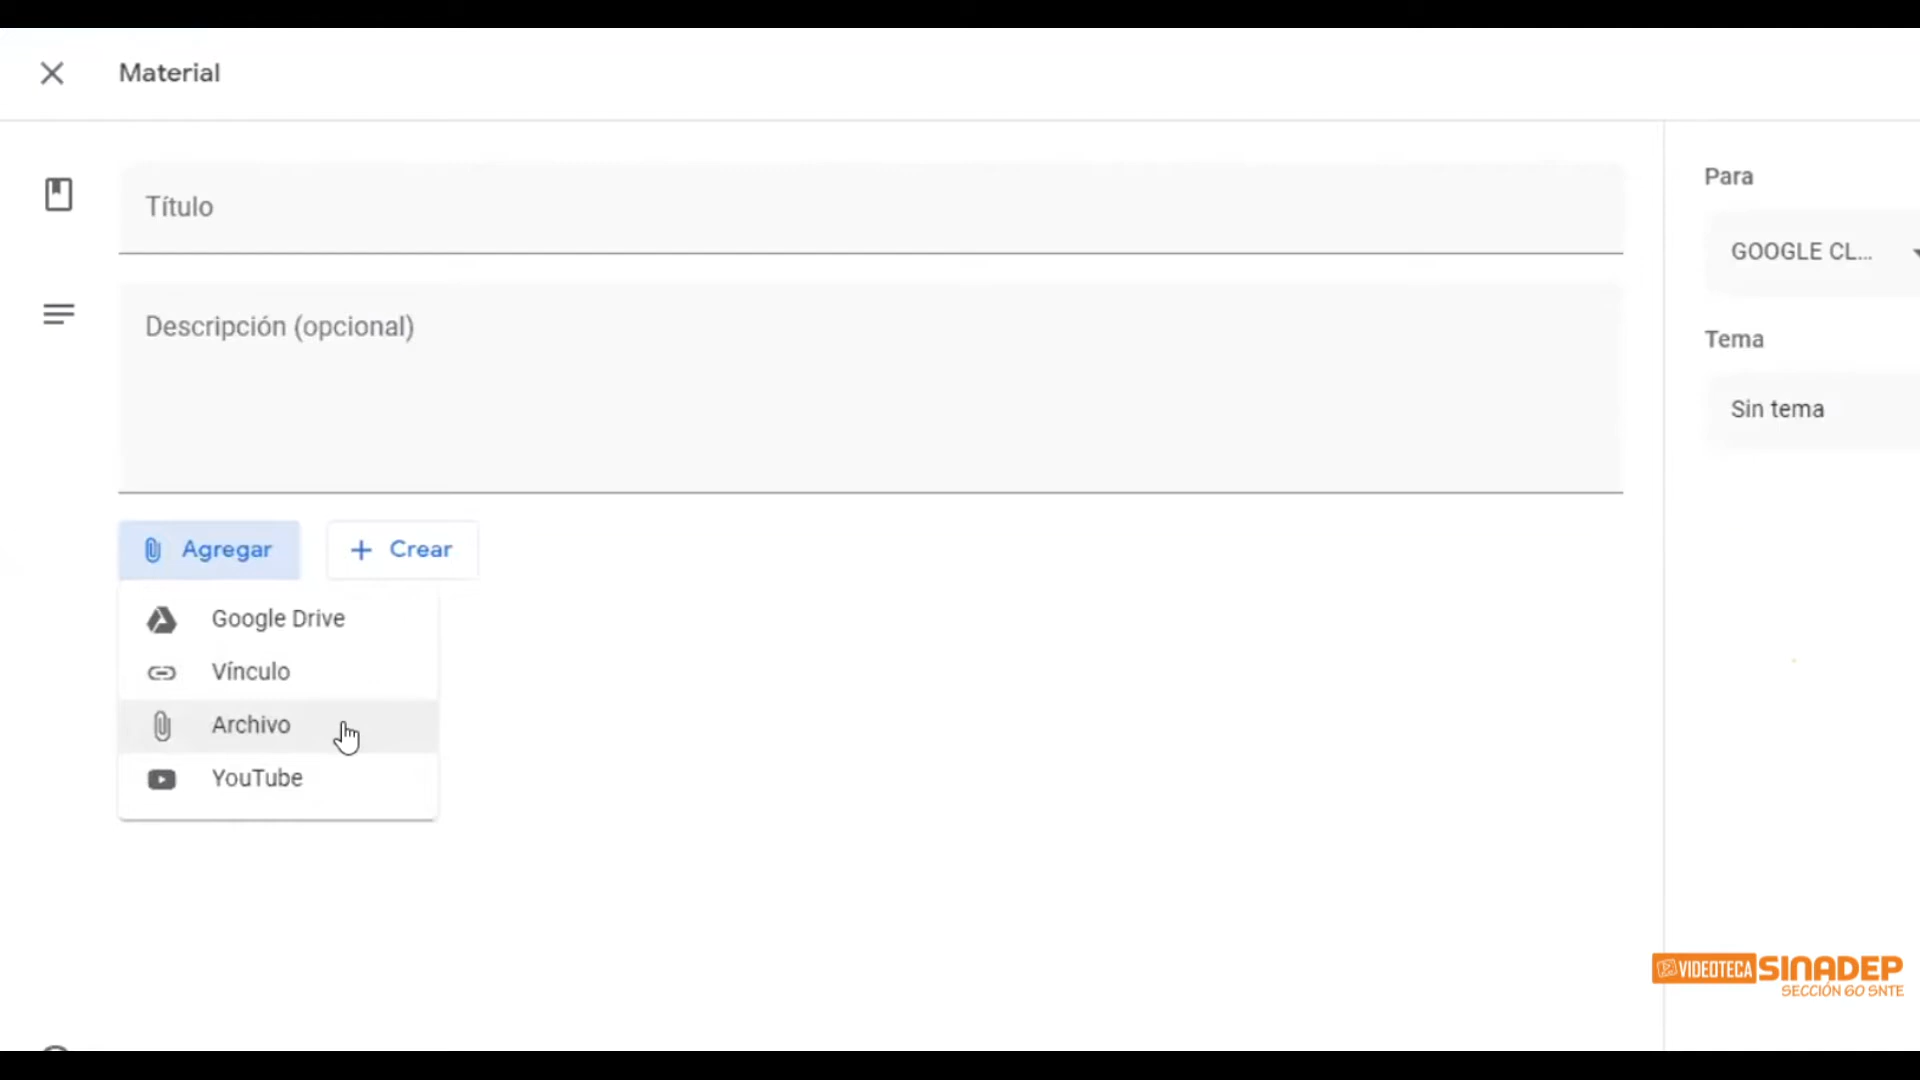 Material
Título
Descripción (opcional)
Agregar
Crear
Google Drive
Vínculo
Archivo
YouTube
Para
GOOGLE CL...
Tema
Sin tema
VIDEOTECA SINADEP
SECCIÓN 60 SNTE